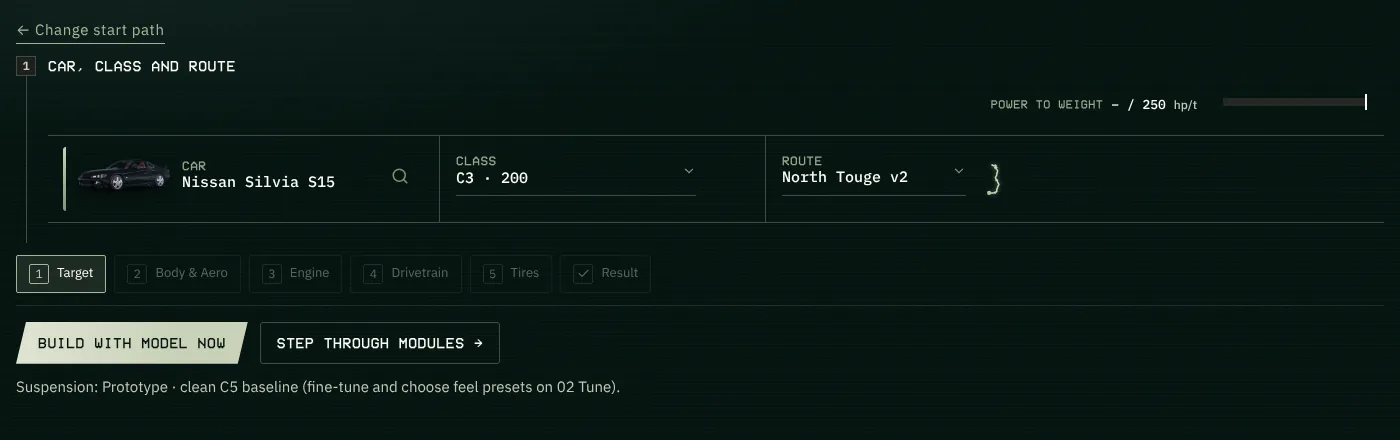 ← Change start path
1 CAR, CLASS AND ROUTE
POWER TO WEIGHT – / 250 hp/t
CAR
Nissan Silvia S15
CLASS
C3 · 200
ROUTE
North Touge v2
1 Target
2 Body & Aero
3 Engine
4 Drivetrain
5 Tires
✓ Result
BUILD WITH MODEL NOW
STEP THROUGH MODULES →
Suspension: Prototype · clean C5 baseline (fine-tune and choose feel presets on 02 Tune).